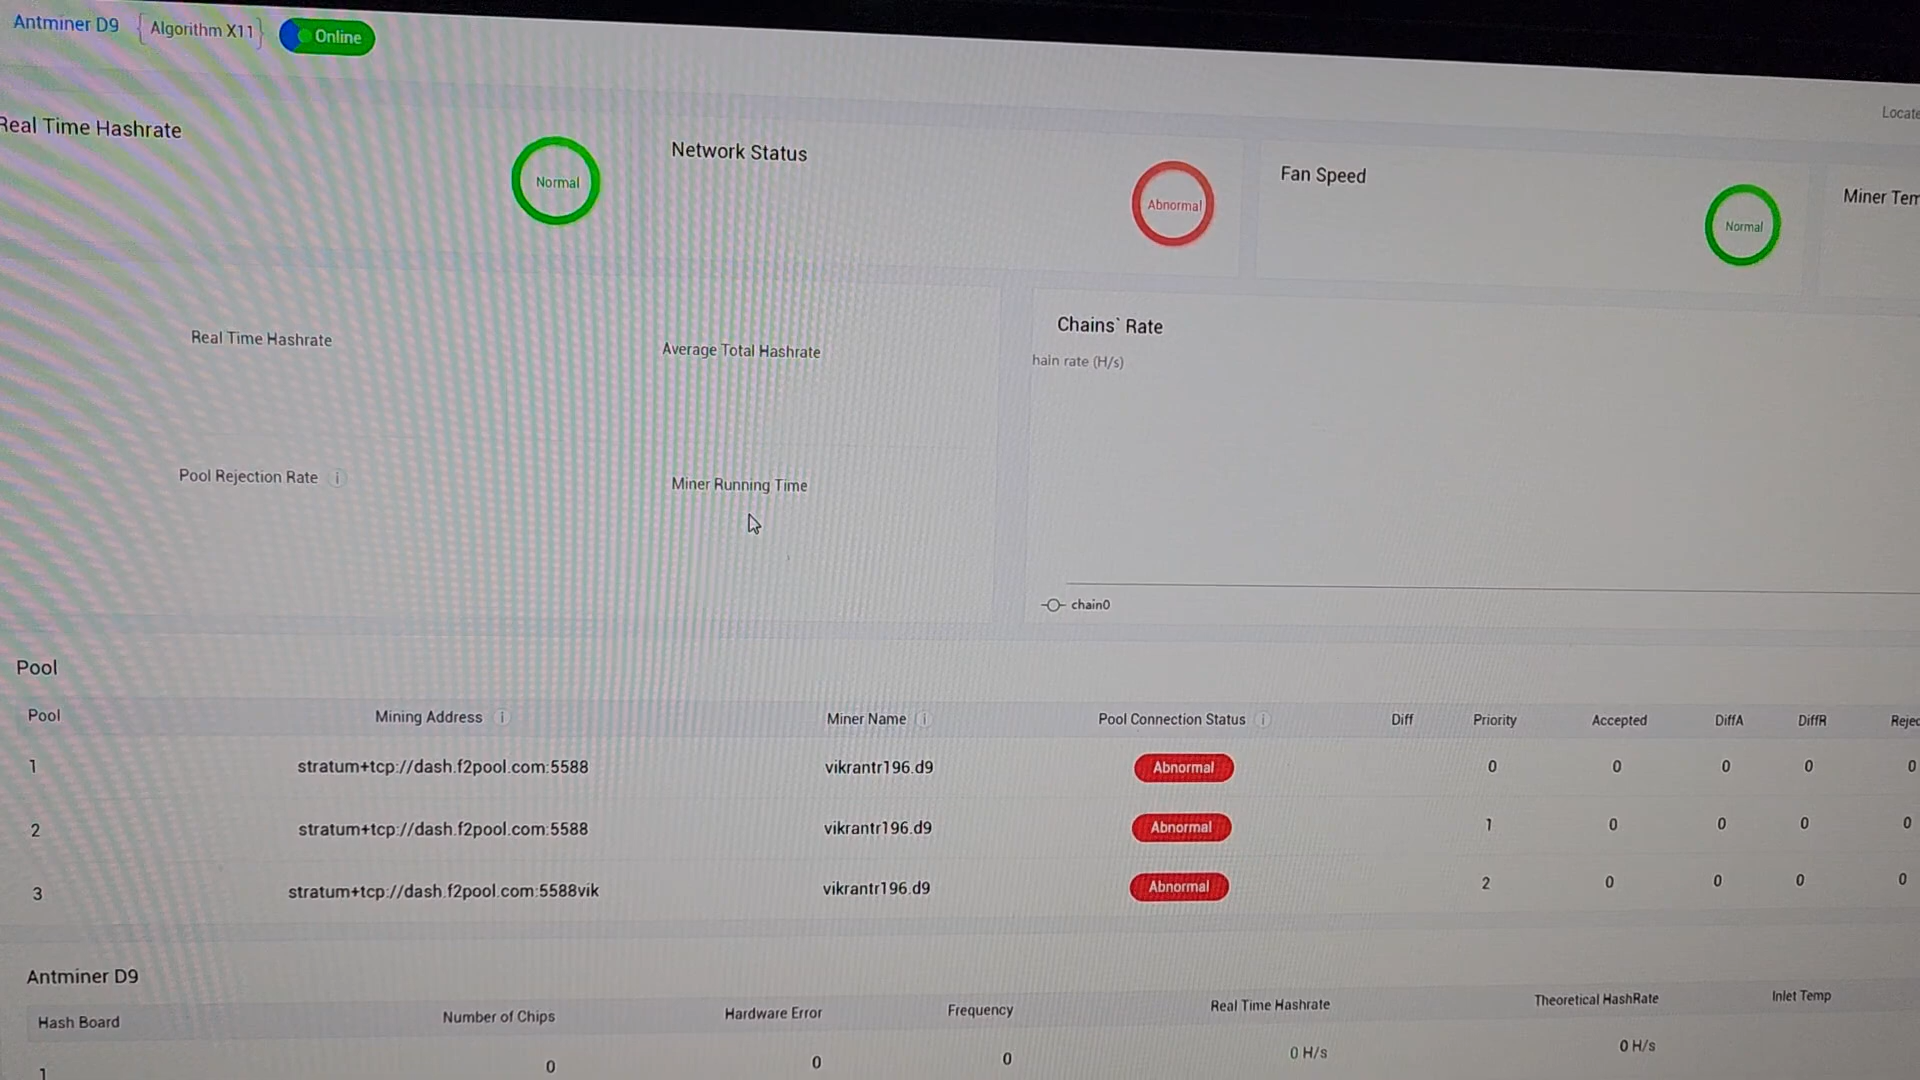 Antminer D9 { Algorithm X11 } Online
Locate
Real Time Hashrate
Normal
Network Status
Abnormal
Fan Speed
Normal
Miner Tem
Real Time Hashrate
Average Total Hashrate
Chains` Rate
hain rate (H/s)
Pool Rejection Rate i
Miner Running Time
chain0
Pool
Pool Mining Address i Miner Name i Pool Connection Status i Diff Priority Accepted DiffA DiffR Rejec
1 stratum+tcp://dash.f2pool.com:5588 vikrantr196.d9 Abnormal 0 0 0 0 0
2 stratum+tcp://dash.f2pool.com:5588 vikrantr196.d9 Abnormal 1 0 0 0 0
3 stratum+tcp://dash.f2pool.com:5588vik vikrantr196.d9 Abnormal 2 0 0 0 0
Antminer D9
Hash Board Number of Chips Hardware Error Frequency Real Time Hashrate Theoretical HashRate Inlet Temp
1 0 0 0 0 H/s 0 H/s